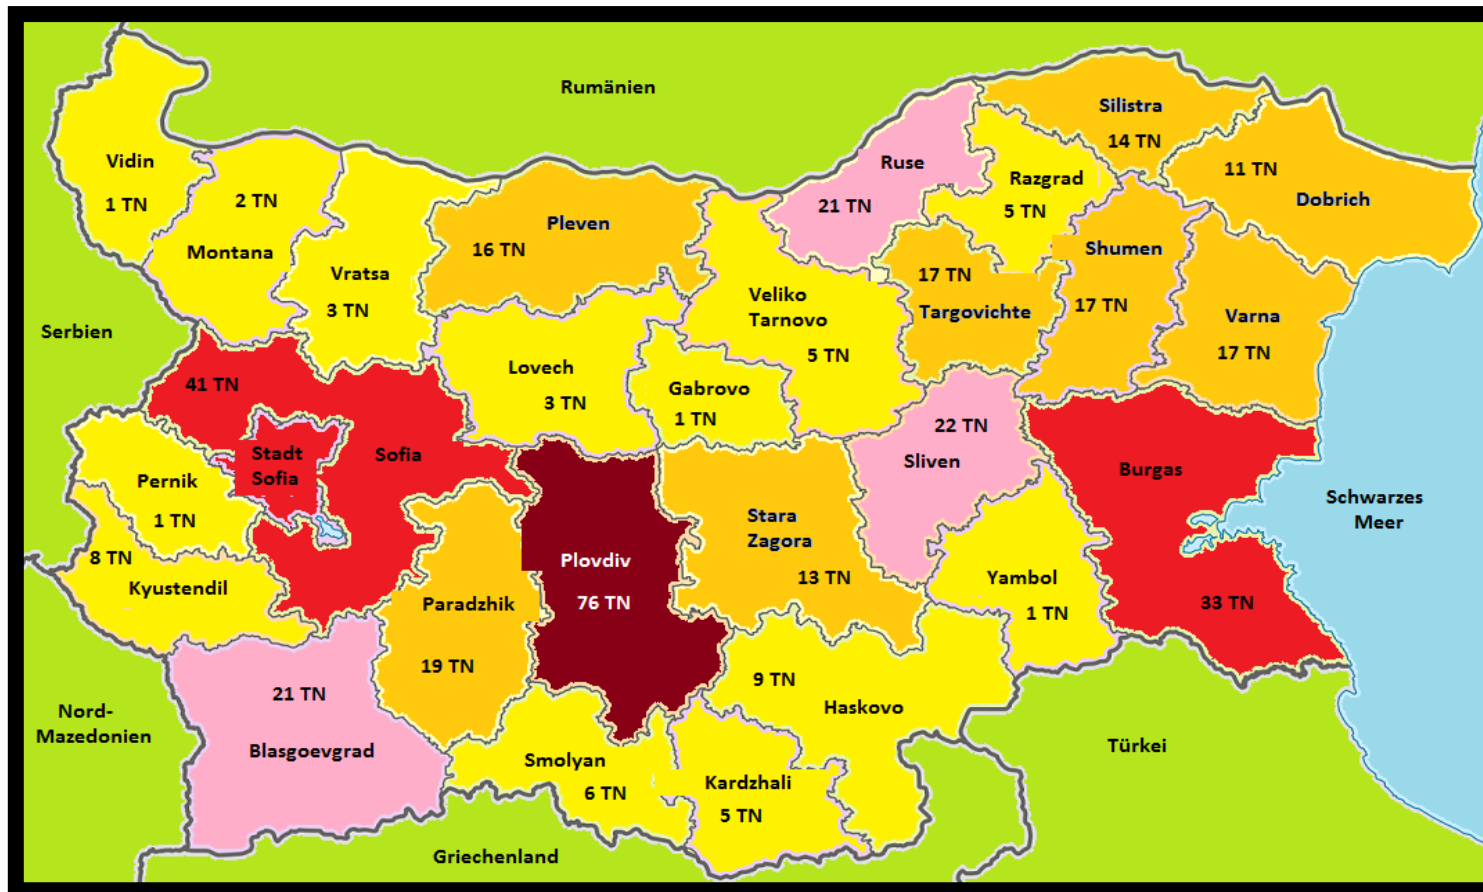 Rumänien
Silistra
14 TN
Vidin
1 TN
Ruse
21 TN
Razgrad
5 TN
11 TN
Dobrich
2 TN
Montana
Pleven
16 TN
Vratsa
3 TN
Veliko
Tarnovo
5 TN
17 TN
Targovichte
Shumen
17 TN
Varna
17 TN
Serbien
41 TN
Lovech
3 TN
Gabrovo
1 TN
22 TN
Sliven
Stadt
Sofia
Sofia
Burgas
33 TN
Schwarzes
Meer
Pernik
1 TN
8 TN
Kyustendil
Plovdiv
76 TN
Stara
Zagora
13 TN
Yambol
1 TN
Paradzhik
19 TN
21 TN
Blasgoevgrad
9 TN
Haskovo
Nord-
Mazedonien
Smolyan
6 TN
Kardzhali
5 TN
Türkei
Griechenland